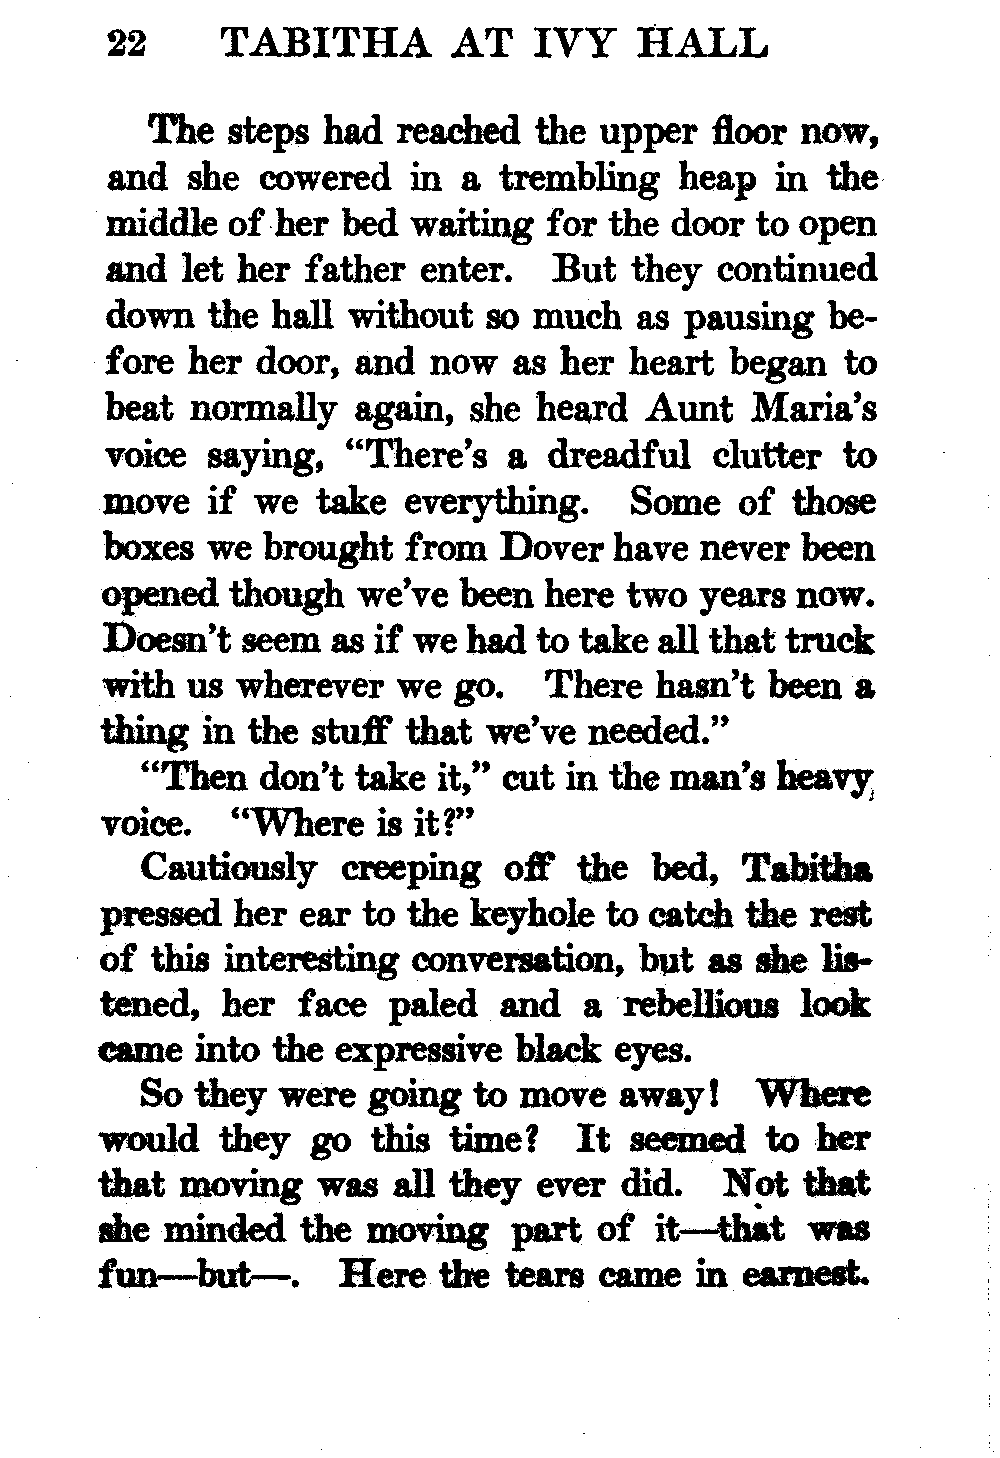 22 TABITHA AT IVY HALL
The steps had reached the upper floor now,
and she cowered in a trembling heap in the
middle of her bed waiting for the door to open
and let her father enter. But they continued
down the hall without so much as pausing be-
fore her door, and now as her heart began to
beat normally again, she heard Aunt Maria's
voice saying, “There's a dreadful clutter to
move if we take everything. Some of those
boxes we brought from Dover have never been
opened though we've been here two years now.
Doesn't seem as if we had to take all that truck
with us wherever we go. There hasn't been a
thing in the stuff that we've needed.”
“Then don't take it,” cut in the man's heavy
voice. “Where is it?”
Cautiously creeping off the bed, Tabitha
pressed her ear to the keyhole to catch the rest
of this interesting conversation, but as she lis-
tened, her face paled and a rebellious look
came into the expressive black eyes.
So they were going to move away! Where
would they go this time? It seemed to her
that moving was all they ever did. Not that
she minded the moving part of it—that was
fun—but—. Here the tears came in earnest.